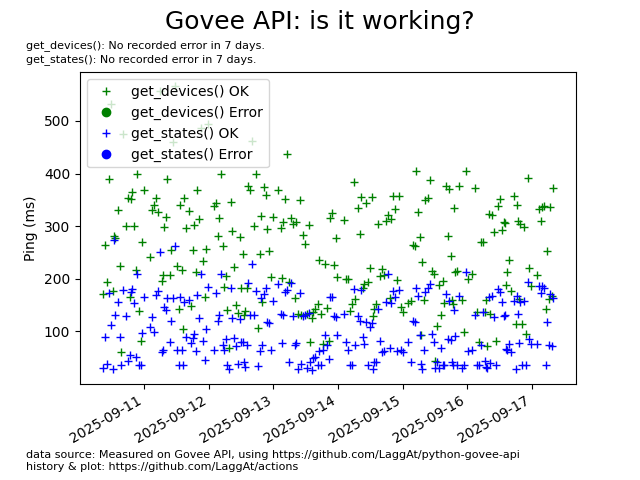 Govee API: is it working?
get_devices(): No recorded error in 7 days.
get_states(): No recorded error in 7 days.
get_devices() OK
get_devices() Error
get_states() OK
get_states() Error
Ping (ms)
500
400
300
200
100
2025-09-11
2025-09-12
2025-09-13
2025-09-14
2025-09-15
2025-09-16
2025-09-17
data source: Measured on Govee API, using https://github.com/LaggAt/python-govee-api
history & plot: https://github.com/LaggAt/actions